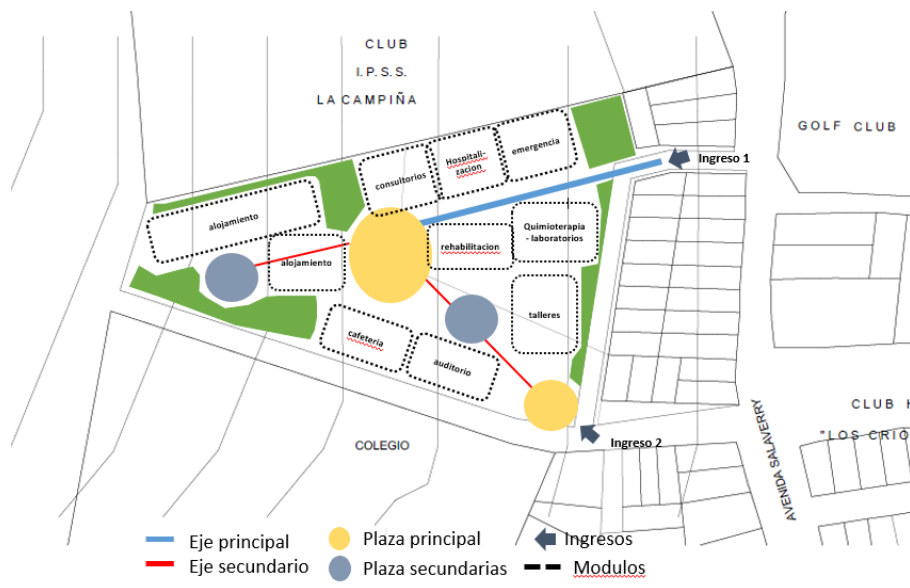 CLUB
I.P.S.S.
LA CAMPIÑA
GOLF CLUB
Ingreso 1
emergencia
Hospitali-
zacion
consultorios
alojamiento
Quimioterapia
- laboratorios
rehabilitacion
alojamiento
talleres
cafeteria
auditorio
CLUB
"LOS CRIO
AVENIDA SALAVERRY
Ingreso 2
COLEGIO
Eje principal
Plaza principal
Ingresos
Eje secundario
Plaza secundarias
Modulos